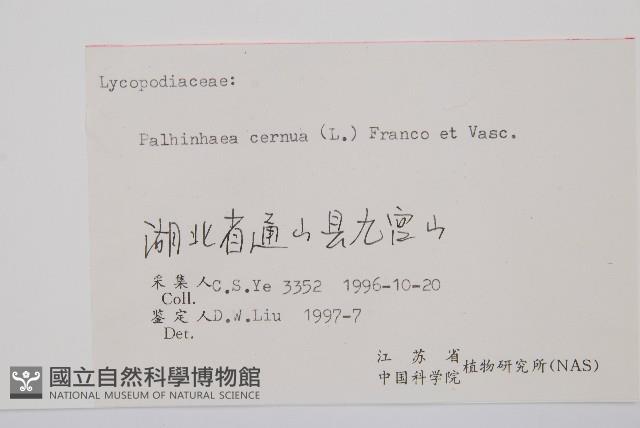 Lycopodiaceae:
Palhinhaea cernua (L.) Franco et Vasc.
湖北省通山县九宫山
采集人C.S.Ye 3352 1996-10-20
Coll.
鉴定人D.W.Liu 1997-7
Det.
江苏省
中国科学院植物研究所(NAS)
國立自然科學博物館
NATIONAL MUSEUM OF NATURAL SCIENCE